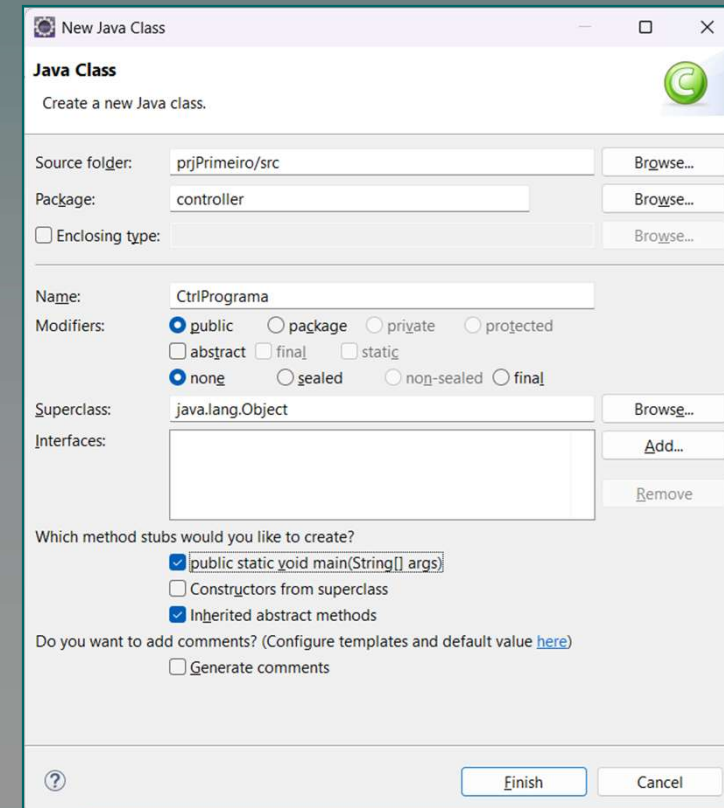 New Java Class
Java Class
Create a new Java class.
Source folder: prjPrimeiro/src Browse...
Package: controller Browse...
Enclosing type: Browse...
Name: CtrlPrograma
Modifiers: public package private protected
abstract final static
none sealed non-sealed final
Superclass: java.lang.Object Browse...
Interfaces: Add...
Remove
Which method stubs would you like to create?
public static void main(String[] args)
Constructors from superclass
Inherited abstract methods
Do you want to add comments? (Configure templates and default value here)
Generate comments
? Finish Cancel